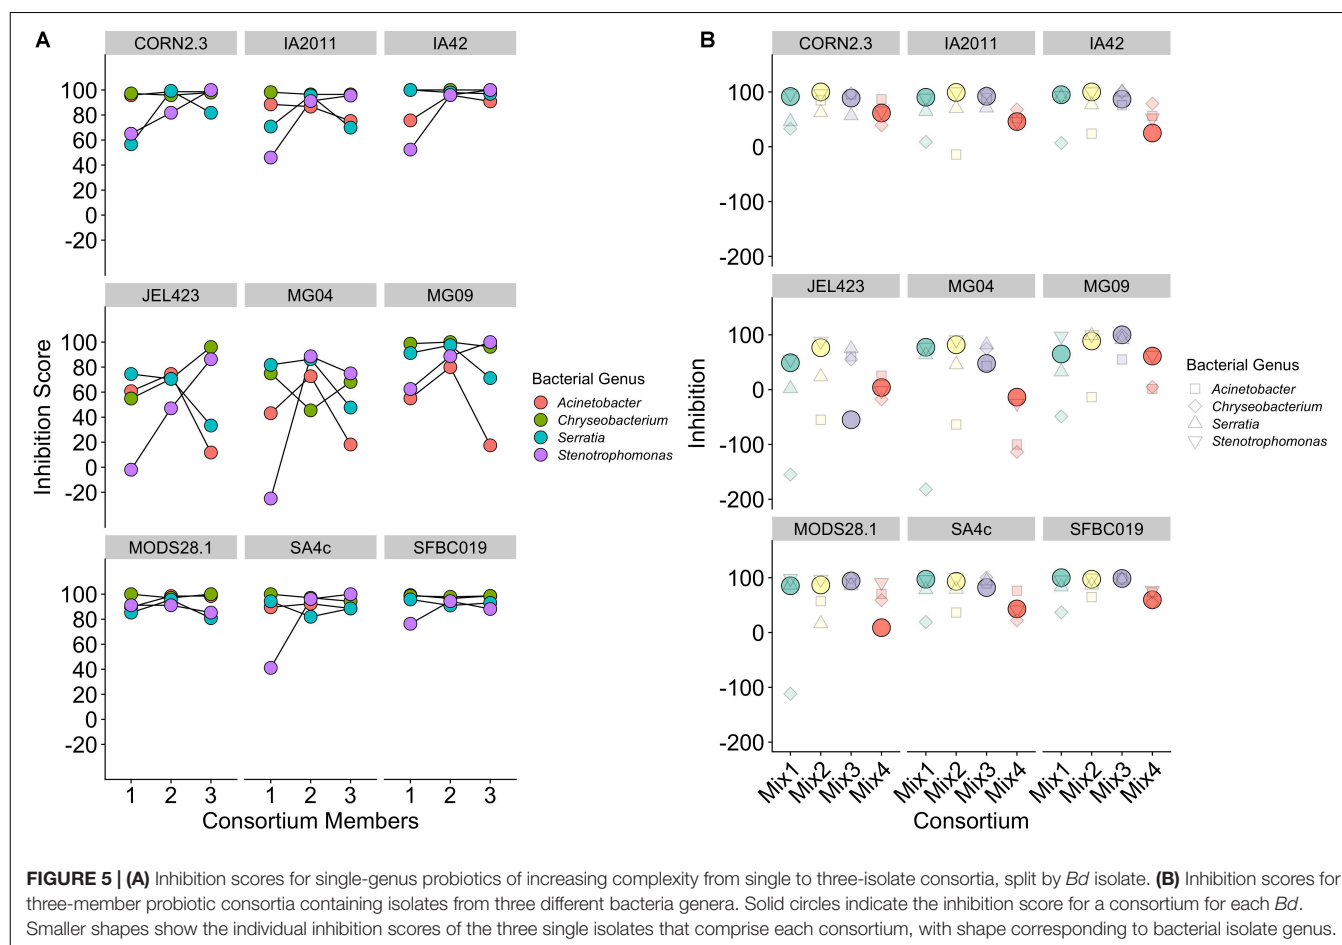 A
CORN2.3
IA2011
IA42
100
80
60
40
20
0
-20
JEL423
MG04
MG09
100
80
60
40
20
0
-20
Inhibition Score
MODS28.1
SA4c
SFBC019
100
80
60
40
20
0
-20
1 2 3
1 2 3
1 2 3
Consortium Members
Bacterial Genus
Acinetobacter
Chryseobacterium
Serratia
Stenotrophomonas
B
CORN2.3
IA2011
IA42
100
0
-100
-200
JEL423
MG04
MG09
100
0
-100
-200
Inhibition
MODS28.1
SA4c
SFBC019
100
0
-100
-200
Mix1 Mix2 Mix3 Mix4
Mix1 Mix2 Mix3 Mix4
Mix1 Mix2 Mix3 Mix4
Consortium
Bacterial Genus
Acinetobacter
Chryseobacterium
Serratia
Stenotrophomonas
FIGURE 5 | (A) Inhibition scores for single-genus probiotics of increasing complexity from single to three-isolate consortia, split by Bd isolate. (B) Inhibition scores for
three-member probiotic consortia containing isolates from three different bacteria genera. Solid circles indicate the inhibition score for a consortium for each Bd.
Smaller shapes show the individual inhibition scores of the three single isolates that comprise each consortium, with shape corresponding to bacterial isolate genus.